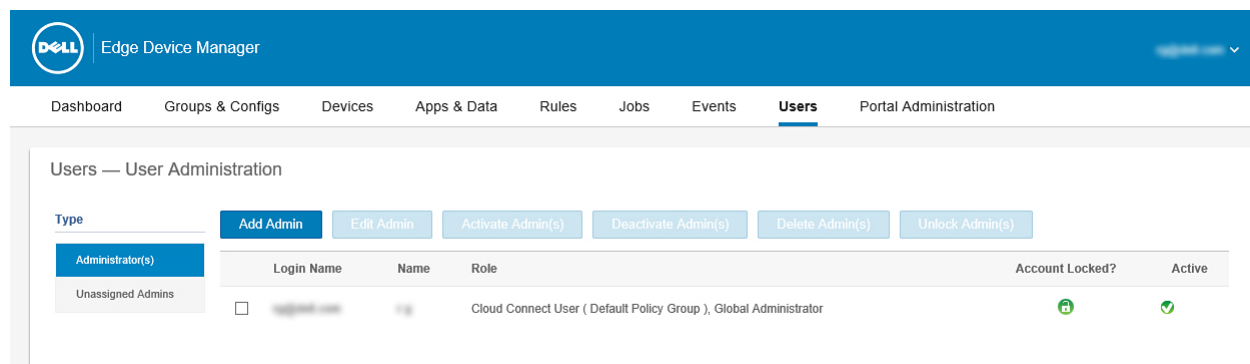 DELL Edge Device Manager
Dashboard Groups & Configs Devices Apps & Data Rules Jobs Events Users Portal Administration
Users — User Administration
Type
Add Admin Edit Admin Activate Admin(s) Deactivate Admin(s) Delete Admin(s) Unlock Admin(s)
Administrator(s)
Unassigned Admins
Login Name Name Role Account Locked? Active
Cloud Connect User ( Default Policy Group ), Global Administrator